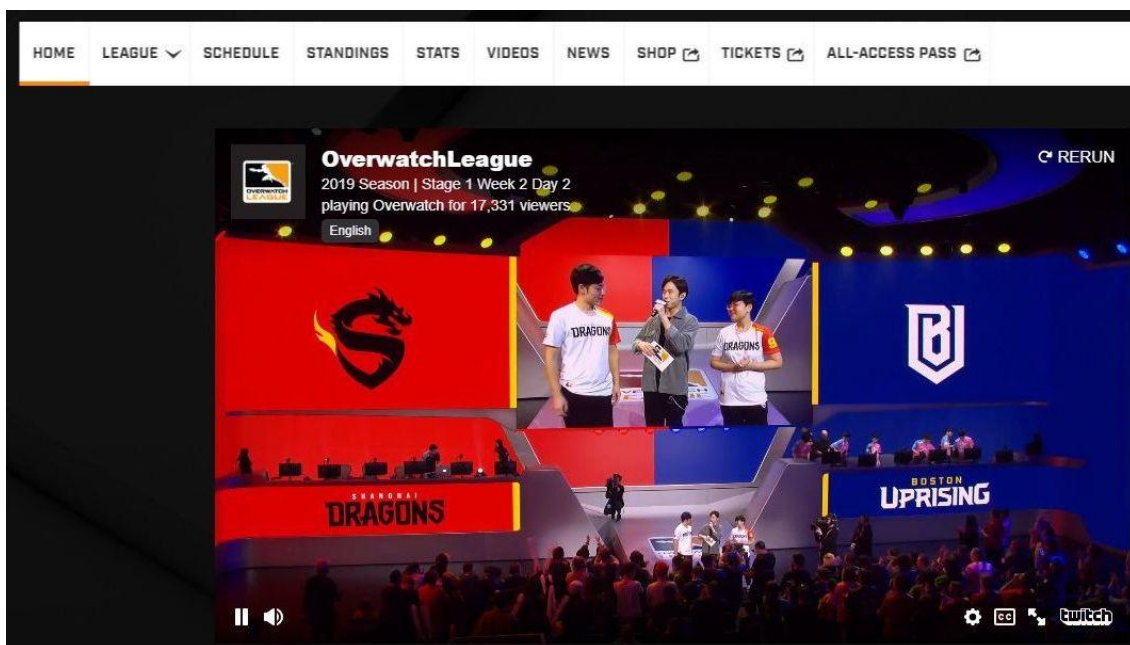 HOME LEAGUE SCHEDULE STANDINGS STATS VIDEOS NEWS SHOP TICKETS ALL-ACCESS PASS
OverwatchLeague
RERUN
2019 Season | Stage 1 Week 2 Day 2
playing Overwatch for 17,331 viewers
English
OVERWATCH
LEAGUE
DRAGONS
DRAGONS
SHANGHAI
DRAGONS
BOSTON
UPRISING
CC
twitch